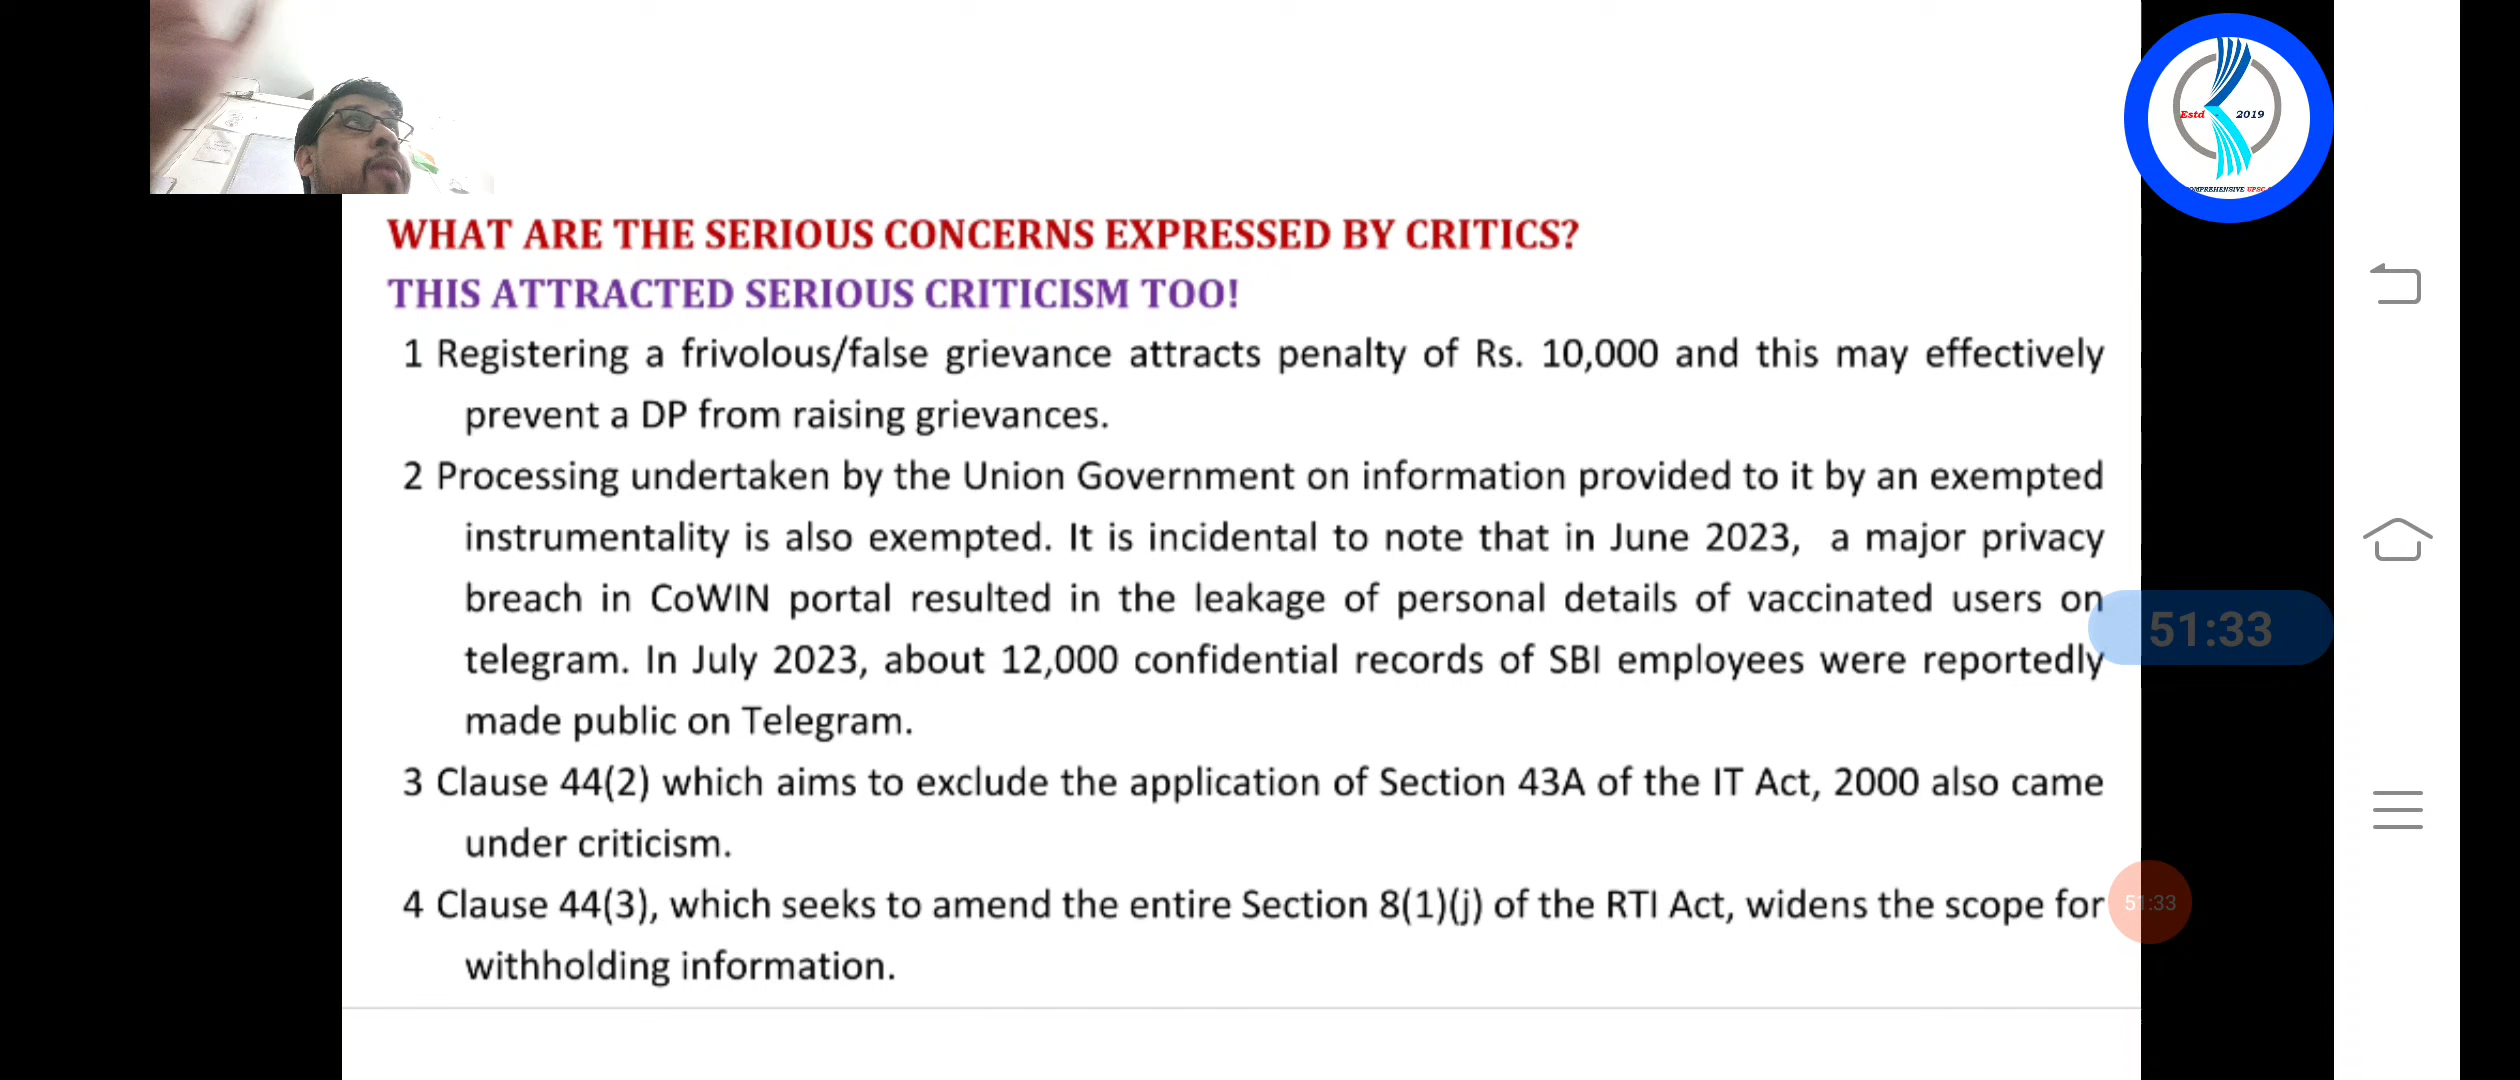 Estd - 2019
OMPREHENSIVE UPSC
WHAT ARE THE SERIOUS CONCERNS EXPRESSED BY CRITICS?
THIS ATTRACTED SERIOUS CRITICISM TOO!
1 Registering a frivolous/false grievance attracts penalty of Rs. 10,000 and this may effectively
prevent a DP from raising grievances.
2 Processing undertaken by the Union Government on information provided to it by an exempted
instrumentality is also exempted. It is incidental to note that in June 2023, a major privacy
breach in CoWIN portal resulted in the leakage of personal details of vaccinated users on
telegram. In July 2023, about 12,000 confidential records of SBI employees were reportedly
made public on Telegram.
3 Clause 44(2) which aims to exclude the application of Section 43A of the IT Act, 2000 also came
under criticism.
4 Clause 44(3), which seeks to amend the entire Section 8(1)(j) of the RTI Act, widens the scope for
withholding information.
51:33
51:33